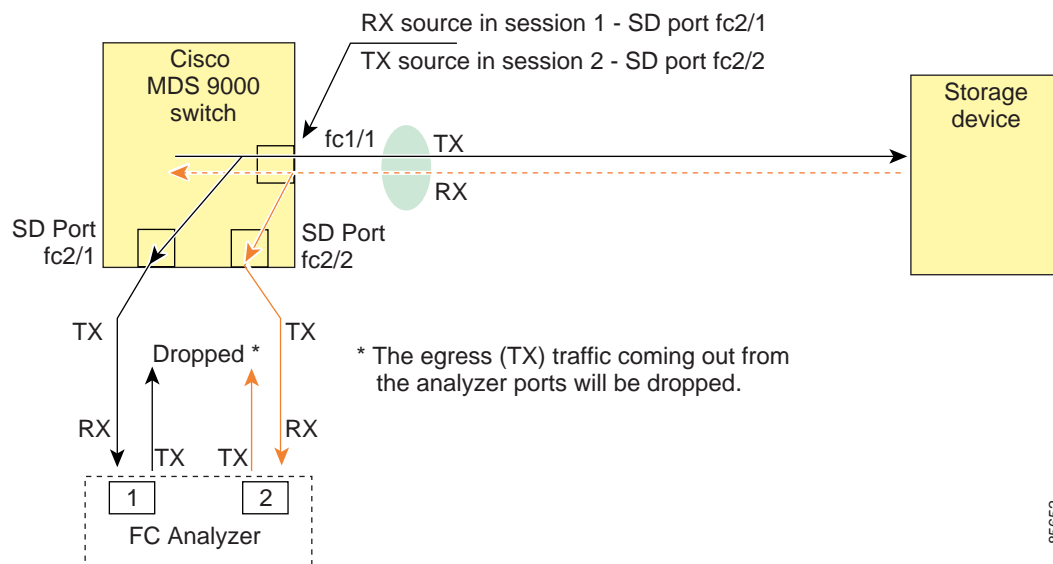 RX source in session 1 - SD port fc2/1
TX source in session 2 - SD port fc2/2
Cisco
MDS 9000
switch
Storage
device
fc1/1
TX
RX
SD Port
fc2/1
SD Port
fc2/2
TX
TX
Dropped *
* The egress (TX) traffic coming out from
the analyzer ports will be dropped.
RX
TX
TX
RX
1
2
FC Analyzer
85652